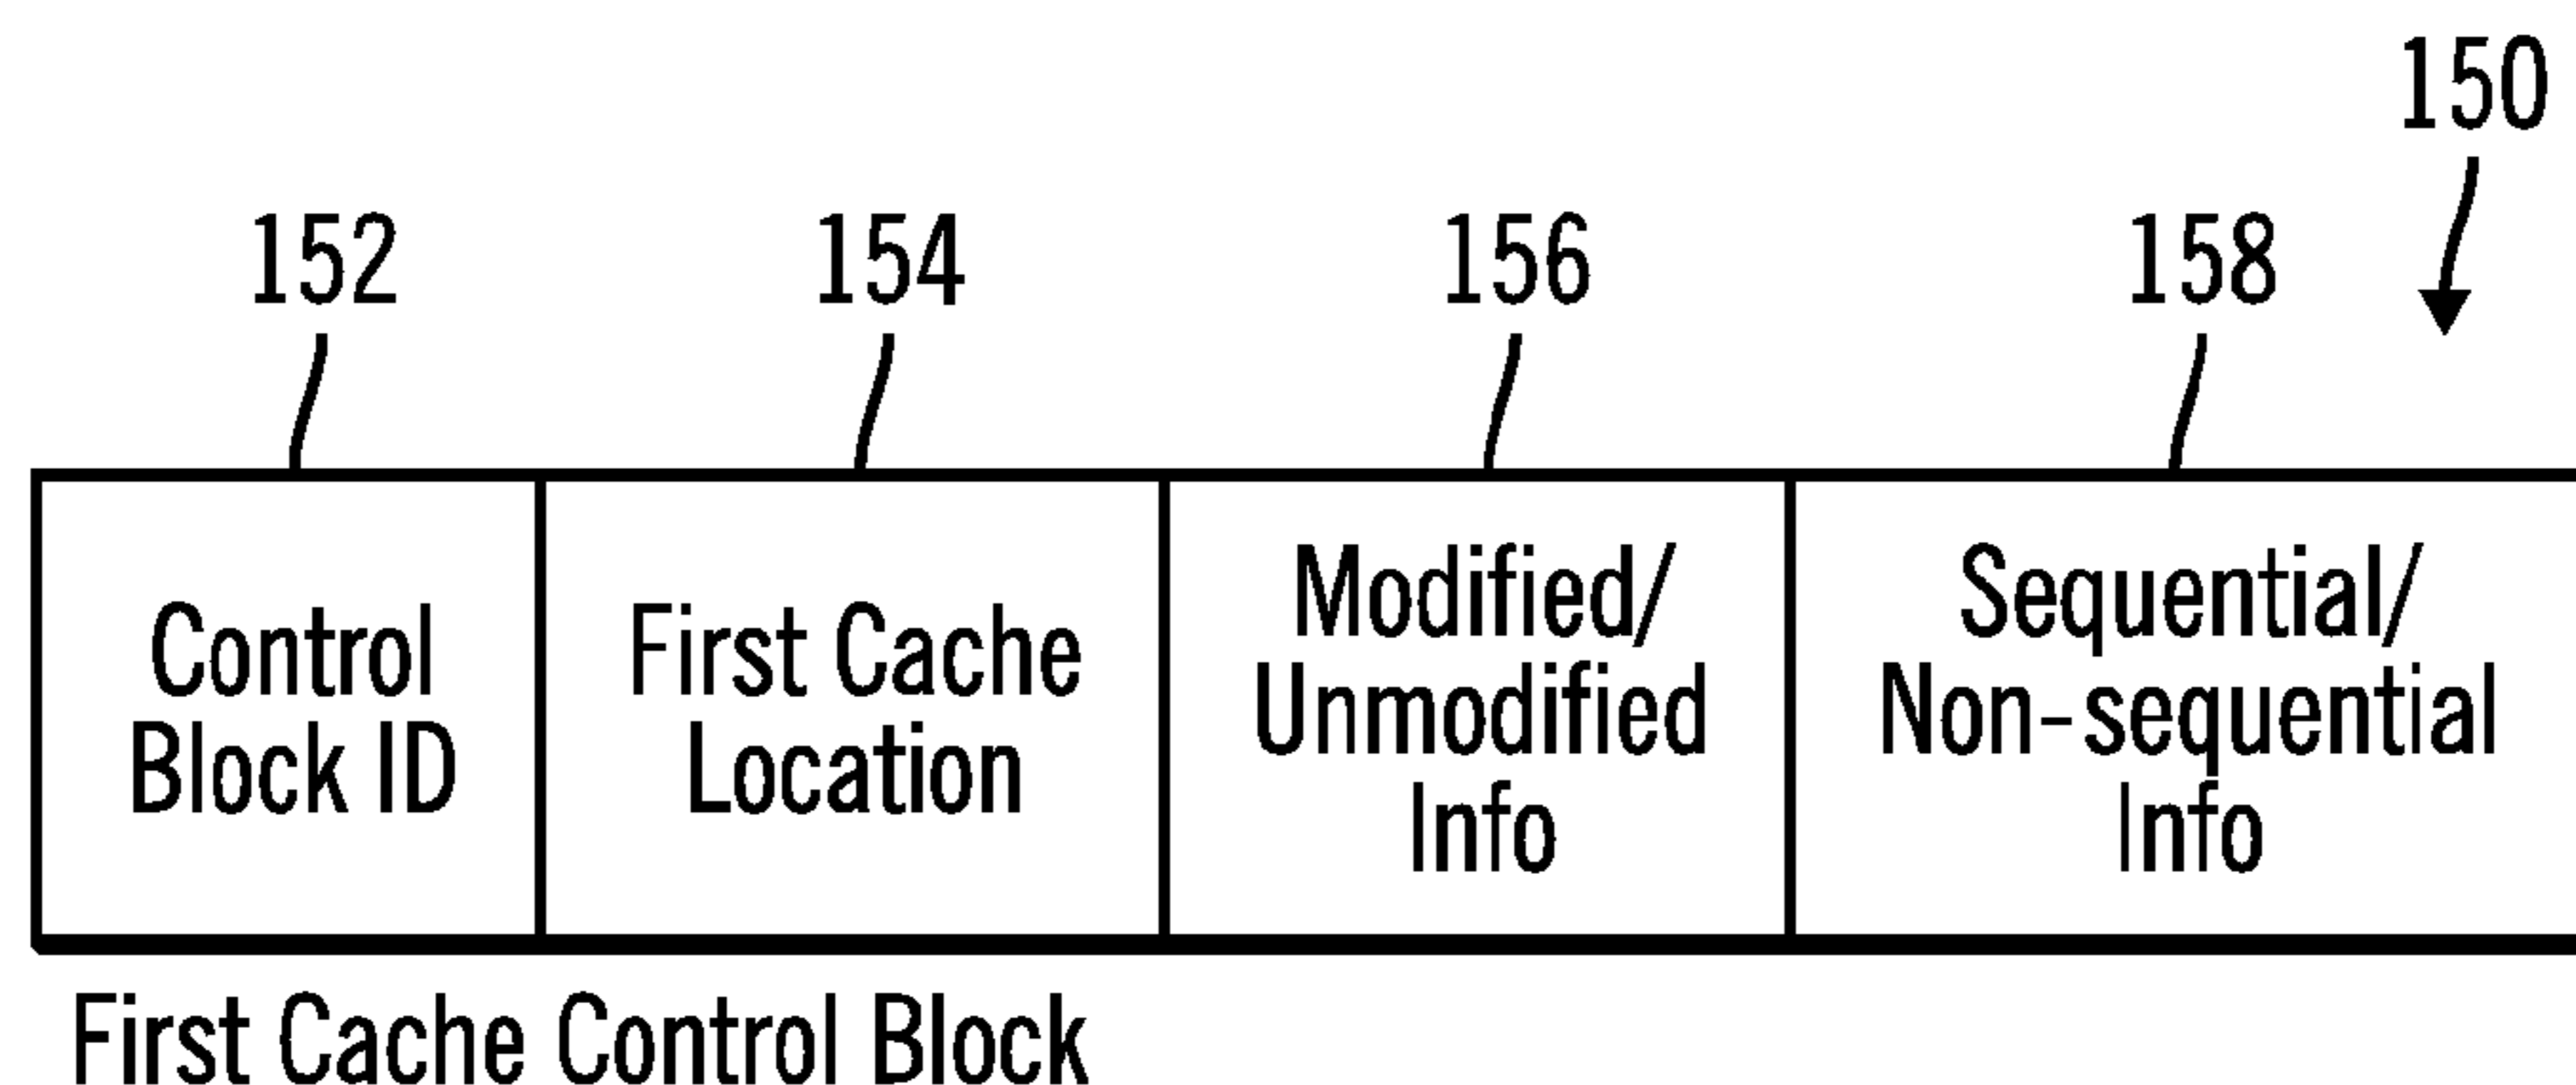 150
152 154 156 158
Control
Block ID
First Cache
Location
Modified/
Unmodified
Info
Sequential/
Non-sequential
Info
First Cache Control Block